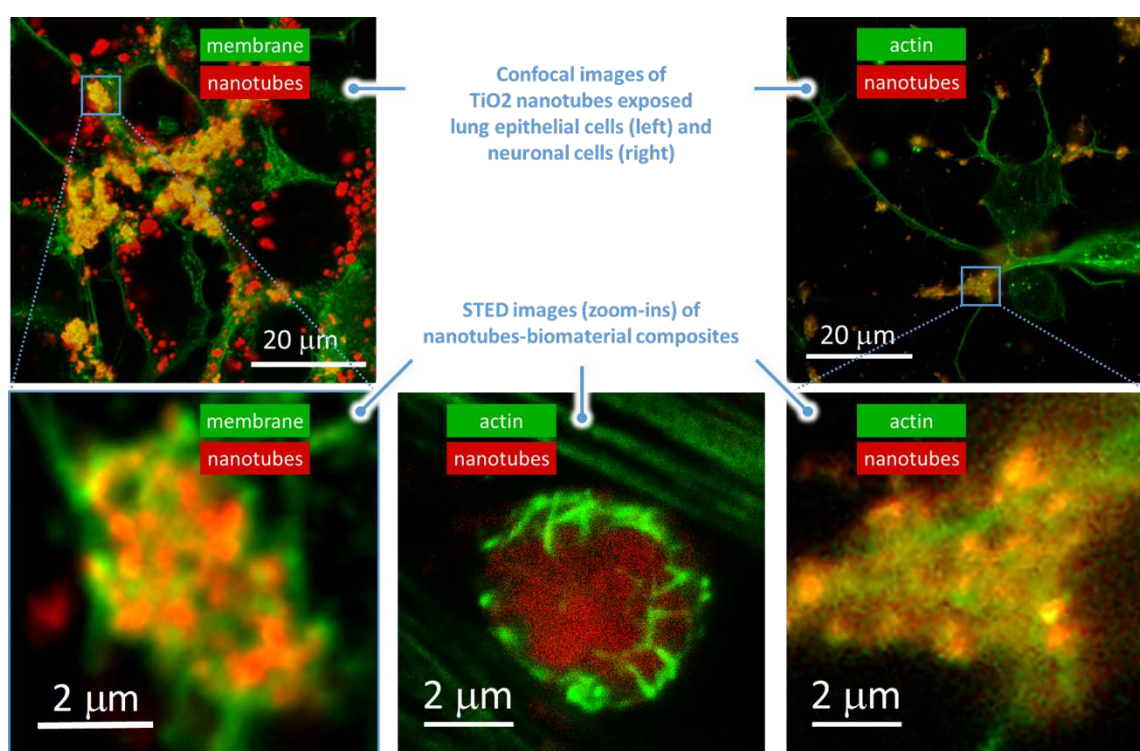 membrane
nanotubes
Confocal images of
TiO2 nanotubes exposed
lung epithelial cells (left) and
neuronal cells (right)
actin
nanotubes
20 μm
STED images (zoom-ins) of
nanotubes-biomaterial composites
20 μm
membrane
nanotubes
2 μm
actin
nanotubes
2 μm
actin
nanotubes
2 μm